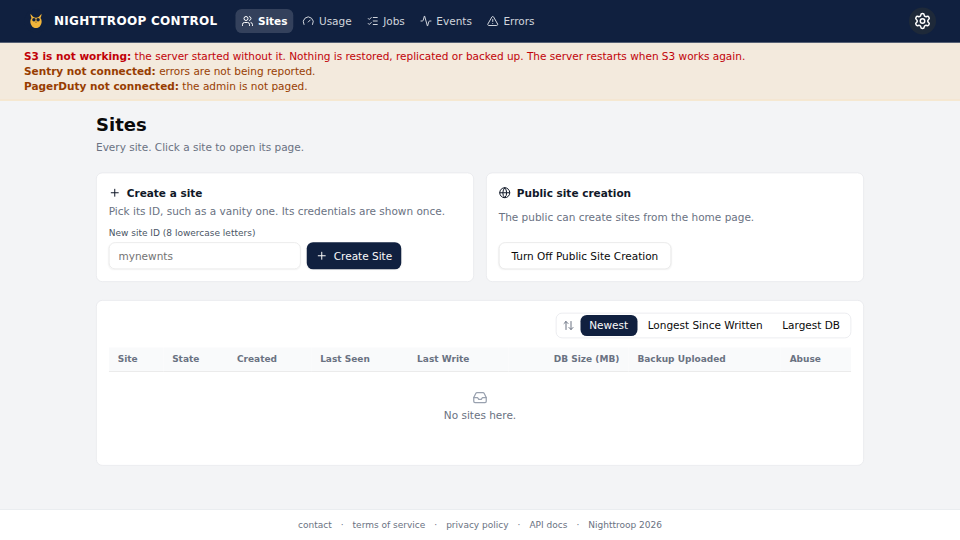 NIGHTTROOP CONTROL
Sites
Usage
Jobs
Events
Errors
S3 is not working: the server started without it. Nothing is restored, replicated or backed up. The server restarts when S3 works again.
Sentry not connected: errors are not being reported.
PagerDuty not connected: the admin is not paged.
Sites
Every site. Click a site to open its page.
Create a site
Pick its ID, such as a vanity one. Its credentials are shown once.
New site ID (8 lowercase letters)
mynewnts
Create Site
Public site creation
The public can create sites from the home page.
Turn Off Public Site Creation
Newest
Longest Since Written
Largest DB
Site State Created Last Seen Last Write DB Size (MB) Backup Uploaded Abuse
No sites here.
contact · terms of service · privacy policy · API docs · Nighttroop 2026